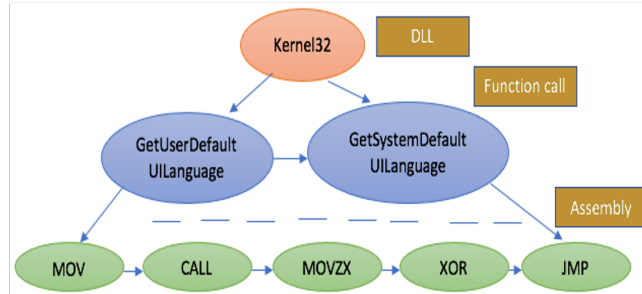 Kernel32
DLL
Function call
GetUserDefault
UILanguage
GetSystemDefault
UILanguage
Assembly
MOV
CALL
MOVZX
XOR
JMP